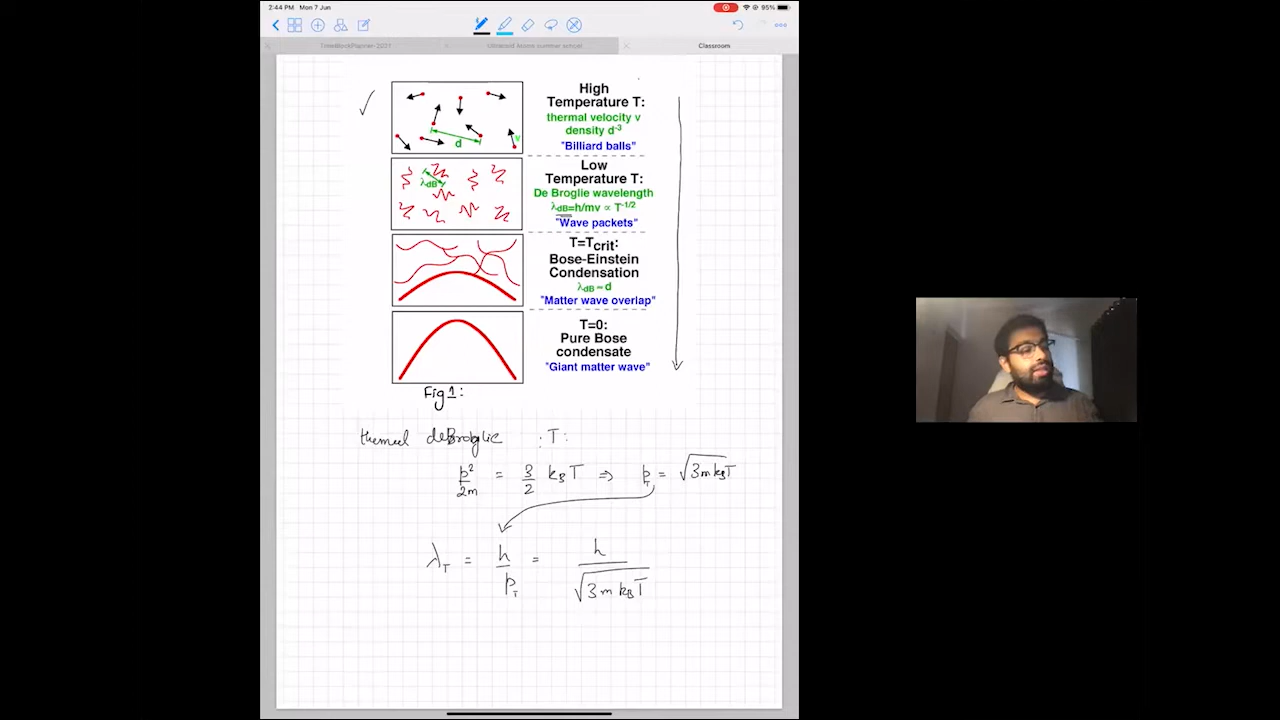 2:44 PM Mon 7 Jun
95%
TimeBlockPlanner-2021
Ultracold Atoms summer school
Classroom
High
Temperature T:
thermal velocity v
density d⁻³
"Billiard balls"
d
v
Low
Temperature T:
De Broglie wavelength
λdB=h/mv ∝ T⁻¹/²
"Wave packets"
λdB
T=Tcrit:
Bose-Einstein
Condensation
λdB ≈ d
"Matter wave overlap"
T=0:
Pure Bose
condensate
"Giant matter wave"
Fig 1:
thermal deBroglie : T:
p²/2m = 3/2 kBT ⇒ pT = √3mkBT
λT = h/pT = h/√3mkBT